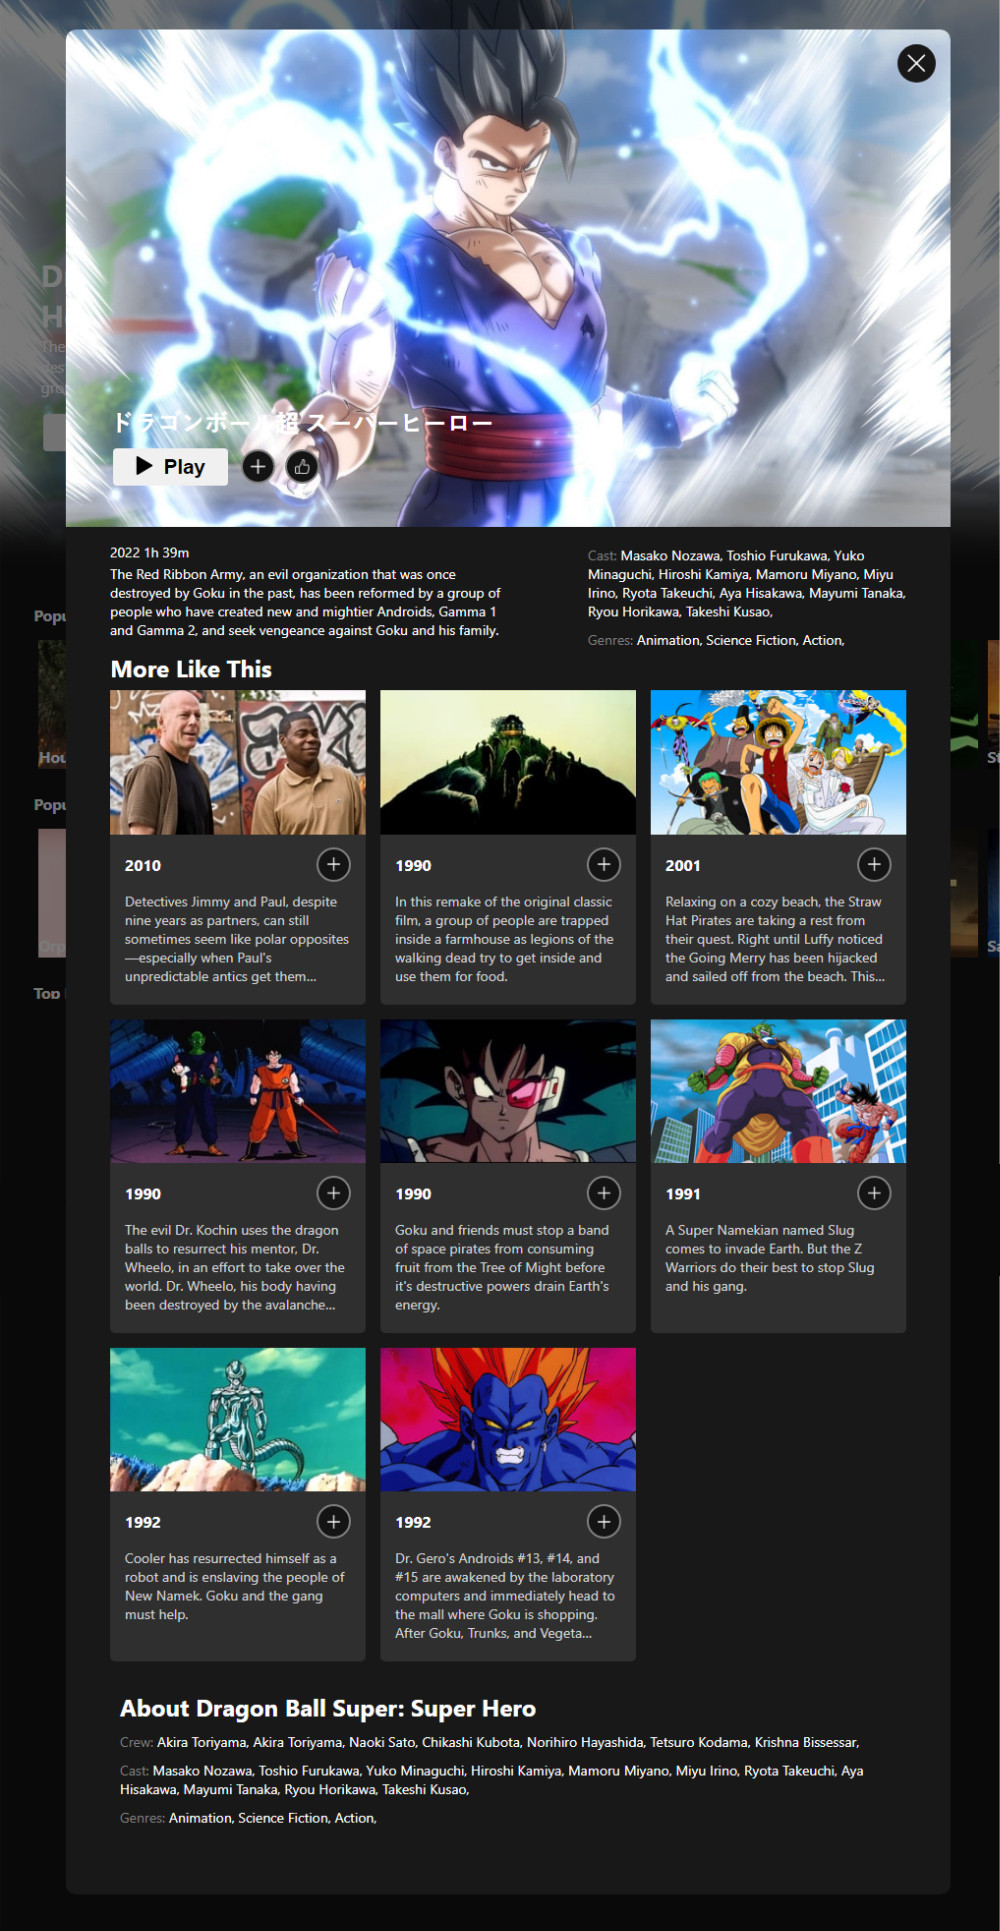 D
H
The
des
gro
ドラゴンボール超 スーパーヒーロー
Play
2022 1h 39m
The Red Ribbon Army, an evil organization that was once
destroyed by Goku in the past, has been reformed by a group of
people who have created new and mightier Androids, Gamma 1
and Gamma 2, and seek vengeance against Goku and his family.
Cast: Masako Nozawa, Toshio Furukawa, Yuko
Minaguchi, Hiroshi Kamiya, Mamoru Miyano, Miyu
Irino, Ryota Takeuchi, Aya Hisakawa, Mayumi Tanaka,
Ryou Horikawa, Takeshi Kusao,
Genres: Animation, Science Fiction, Action,
Popu
More Like This
Hou
St
Popu
2010
Detectives Jimmy and Paul, despite
nine years as partners, can still
sometimes seem like polar opposites
—especially when Paul's
unpredictable antics get them...
1990
In this remake of the original classic
film, a group of people are trapped
inside a farmhouse as legions of the
walking dead try to get inside and
use them for food.
2001
Relaxing on a cozy beach, the Straw
Hat Pirates are taking a rest from
their quest. Right until Luffy noticed
the Going Merry has been hijacked
and sailed off from the beach. This...
Orp
Sa
Top
1990
The evil Dr. Kochin uses the dragon
balls to resurrect his mentor, Dr.
Wheelo, in an effort to take over the
world. Dr. Wheelo, his body having
been destroyed by the avalanche...
1990
Goku and friends must stop a band
of space pirates from consuming
fruit from the Tree of Might before
it's destructive powers drain Earth's
energy.
1991
A Super Namekian named Slug
comes to invade Earth. But the Z
Warriors do their best to stop Slug
and his gang.
1992
Cooler has resurrected himself as a
robot and is enslaving the people of
New Namek. Goku and the gang
must help.
1992
Dr. Gero's Androids #13, #14, and
#15 are awakened by the laboratory
computers and immediately head to
the mall where Goku is shopping.
After Goku, Trunks, and Vegeta...
About Dragon Ball Super: Super Hero
Crew: Akira Toriyama, Akira Toriyama, Naoki Sato, Chikashi Kubota, Norihiro Hayashida, Tetsuro Kodama, Krishna Bissessar,
Cast: Masako Nozawa, Toshio Furukawa, Yuko Minaguchi, Hiroshi Kamiya, Mamoru Miyano, Miyu Irino, Ryota Takeuchi, Aya
Hisakawa, Mayumi Tanaka, Ryou Horikawa, Takeshi Kusao,
Genres: Animation, Science Fiction, Action,